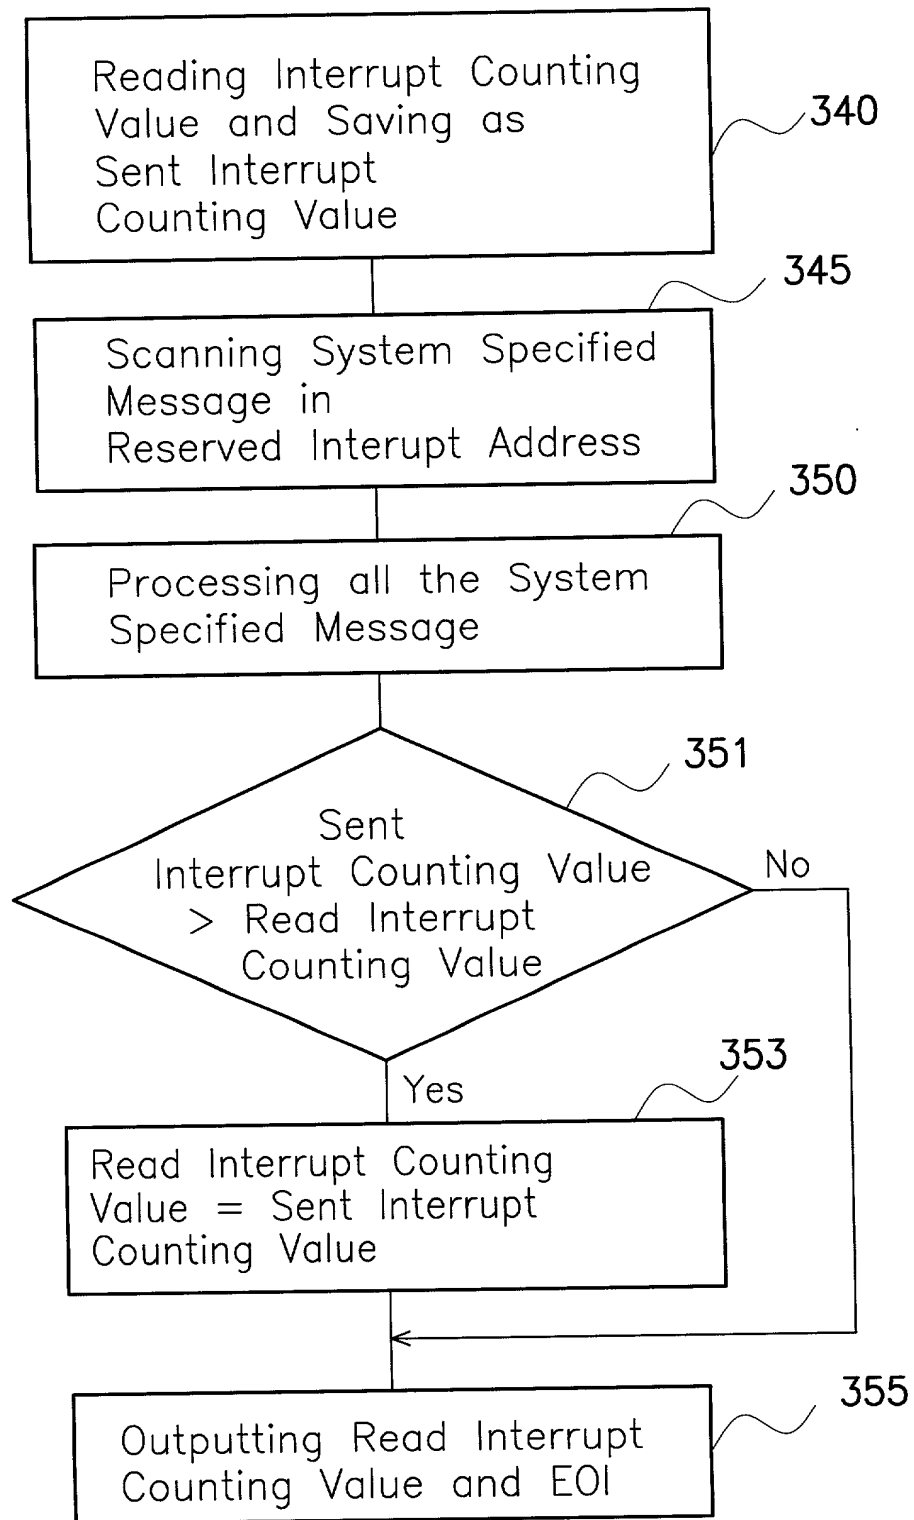 Reading Interrupt Counting
Value and Saving as
Sent Interrupt
Counting Value
340
345
Scanning System Specified
Message in
Reserved Interupt Address
350
Processing all the System
Specified Message
351
Sent
Interrupt Counting Value
> Read Interrupt
Counting Value
No
Yes
353
Read Interrupt Counting
Value = Sent Interrupt
Counting Value
355
Outputting Read Interrupt
Counting Value and EOI